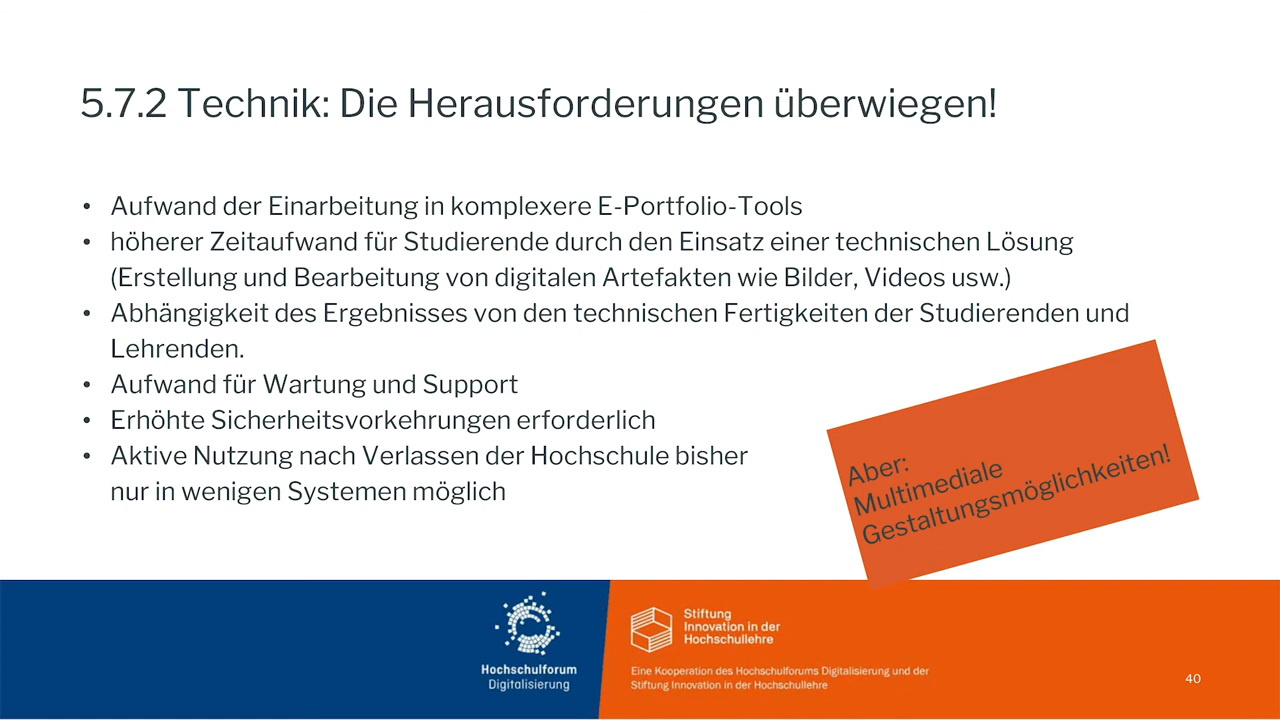 5.7.2 Technik: Die Herausforderungen überwiegen!
• Aufwand der Einarbeitung in komplexere E-Portfolio-Tools
• höherer Zeitaufwand für Studierende durch den Einsatz einer technischen Lösung
(Erstellung und Bearbeitung von digitalen Artefakten wie Bilder, Videos usw.)
• Abhängigkeit des Ergebnisses von den technischen Fertigkeiten der Studierenden und
Lehrenden.
• Aufwand für Wartung und Support
• Erhöhte Sicherheitsvorkehrungen erforderlich
• Aktive Nutzung nach Verlassen der Hochschule bisher
nur in wenigen Systemen möglich
Aber:
Multimediale
Gestaltungsmöglichkeiten!
Hochschulforum
Digitalisierung
Stiftung
Innovation in der
Hochschullehre
Eine Kooperation des Hochschulforums Digitalisierung und der
Stiftung Innovation in der Hochschullehre
40